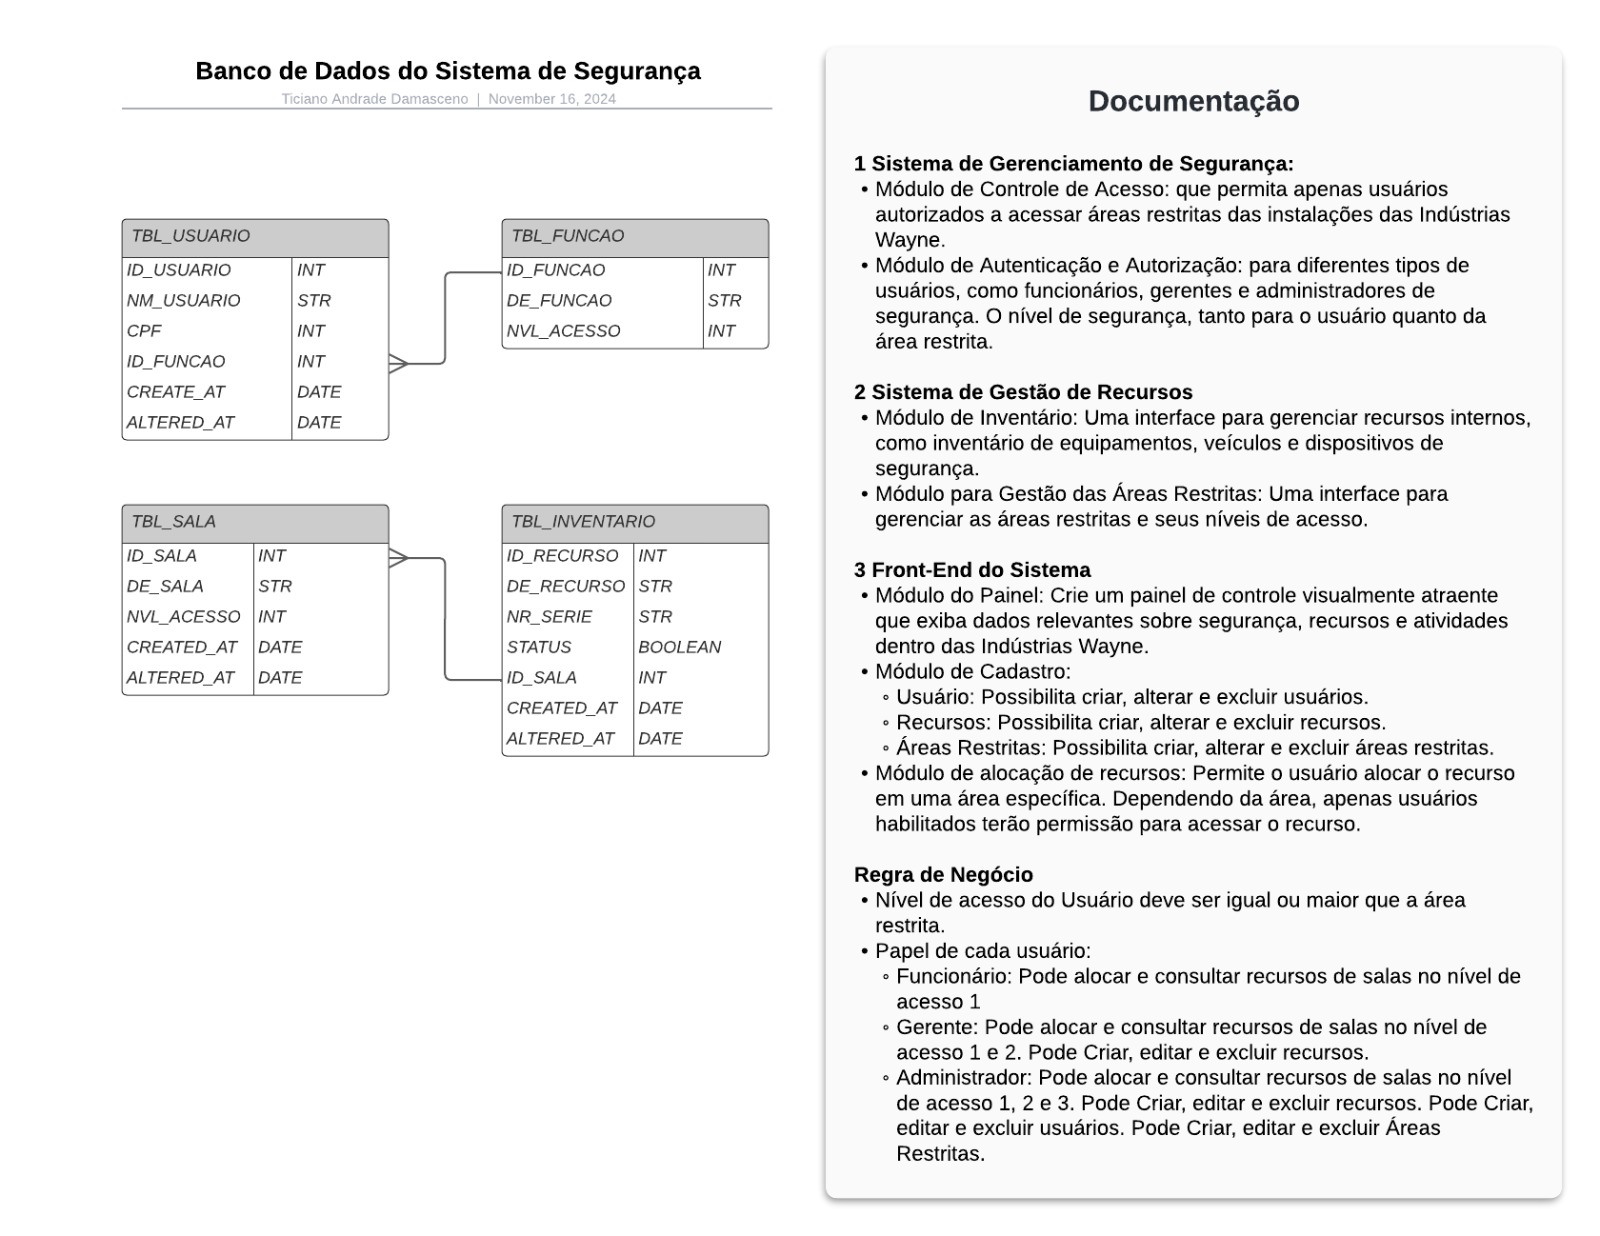 Banco de Dados do Sistema de Segurança
Ticiano Andrade Damasceno | November 16, 2024
TBL_USUARIO
ID_USUARIO INT
NM_USUARIO STR
CPF INT
ID_FUNCAO INT
CREATE_AT DATE
ALTERED_AT DATE
TBL_FUNCAO
ID_FUNCAO INT
DE_FUNCAO STR
NVL_ACESSO INT
TBL_SALA
ID_SALA INT
DE_SALA STR
NVL_ACESSO INT
CREATED_AT DATE
ALTERED_AT DATE
TBL_INVENTARIO
ID_RECURSO INT
DE_RECURSO STR
NR_SERIE STR
STATUS BOOLEAN
ID_SALA INT
CREATED_AT DATE
ALTERED_AT DATE
Documentação
1 Sistema de Gerenciamento de Segurança:
• Módulo de Controle de Acesso: que permita apenas usuários
autorizados a acessar áreas restritas das instalações das Indústrias
Wayne.
• Módulo de Autenticação e Autorização: para diferentes tipos de
usuários, como funcionários, gerentes e administradores de
segurança. O nível de segurança, tanto para o usuário quanto da
área restrita.
2 Sistema de Gestão de Recursos
• Módulo de Inventário: Uma interface para gerenciar recursos internos,
como inventário de equipamentos, veículos e dispositivos de
segurança.
• Módulo para Gestão das Áreas Restritas: Uma interface para
gerenciar as áreas restritas e seus níveis de acesso.
3 Front-End do Sistema
• Módulo do Painel: Crie um painel de controle visualmente atraente
que exiba dados relevantes sobre segurança, recursos e atividades
dentro das Indústrias Wayne.
• Módulo de Cadastro:
◦ Usuário: Possibilita criar, alterar e excluir usuários.
◦ Recursos: Possibilita criar, alterar e excluir recursos.
◦ Áreas Restritas: Possibilita criar, alterar e excluir áreas restritas.
• Módulo de alocação de recursos: Permite o usuário alocar o recurso
em uma área específica. Dependendo da área, apenas usuários
habilitados terão permissão para acessar o recurso.
Regra de Negócio
• Nível de acesso do Usuário deve ser igual ou maior que a área
restrita.
• Papel de cada usuário:
◦ Funcionário: Pode alocar e consultar recursos de salas no nível de
acesso 1
◦ Gerente: Pode alocar e consultar recursos de salas no nível de
acesso 1 e 2. Pode Criar, editar e excluir recursos.
◦ Administrador: Pode alocar e consultar recursos de salas no nível
de acesso 1, 2 e 3. Pode Criar, editar e excluir recursos. Pode Criar,
editar e excluir usuários. Pode Criar, editar e excluir Áreas
Restritas.